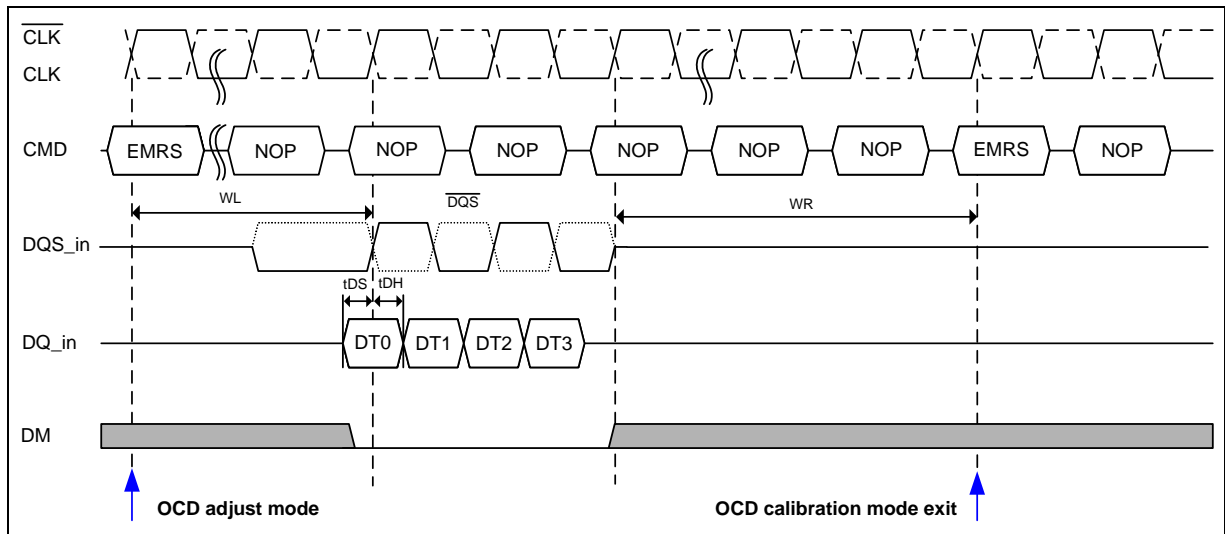 CLK
CLK
CMD EMRS NOP NOP NOP NOP NOP NOP EMRS NOP
WL DQS WR
DQS_in
tDS tDH
DQ_in DT0 DT1 DT2 DT3
DM
OCD adjust mode OCD calibration mode exit